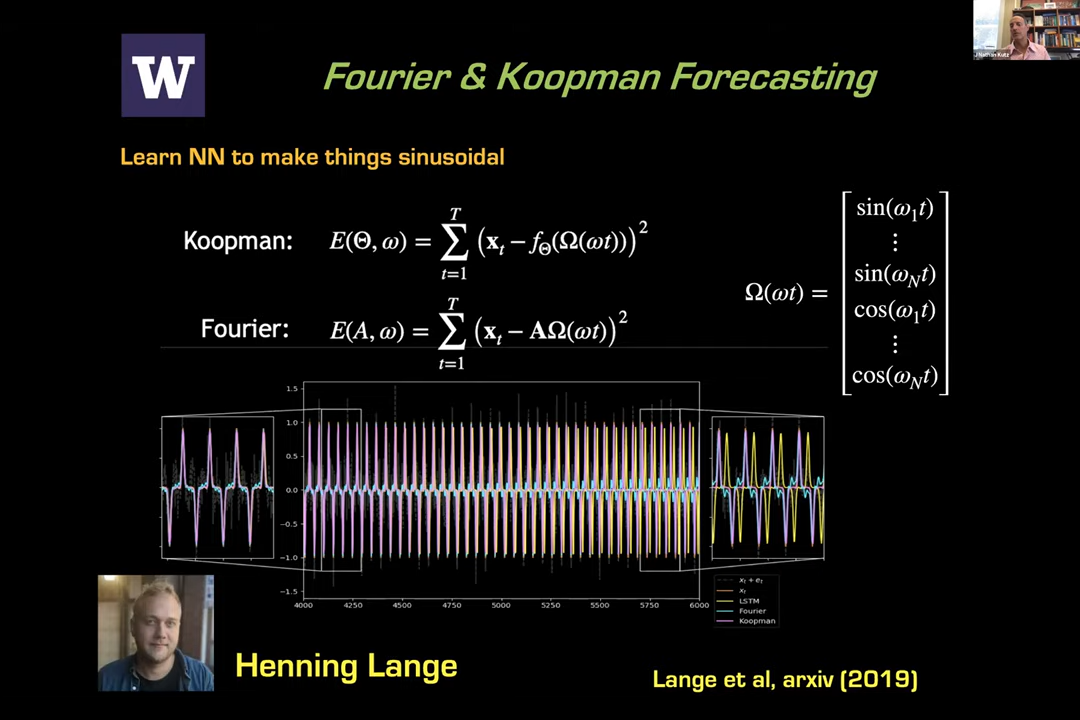 W
Fourier & Koopman Forecasting
J Nathan Kutz
Learn NN to make things sinusoidal
Koopman: E(Θ, ω) = ∑_{t=1}^{T} (x_t − f_Θ(Ω(ωt)))^2
Fourier: E(A, ω) = ∑_{t=1}^{T} (x_t − AΩ(ωt))^2
Ω(ωt) =
sin(ω_1 t)
⋮
sin(ω_N t)
cos(ω_1 t)
⋮
cos(ω_N t)
1.5
1.0
0.5
0.0
−0.5
−1.0
−1.5
4000 4250 4500 4750 5000 5250 5500 5750 6000
x_t + e_t
x_t
LSTM
Fourier
Koopman
Henning Lange
Lange et al, arxiv (2019)